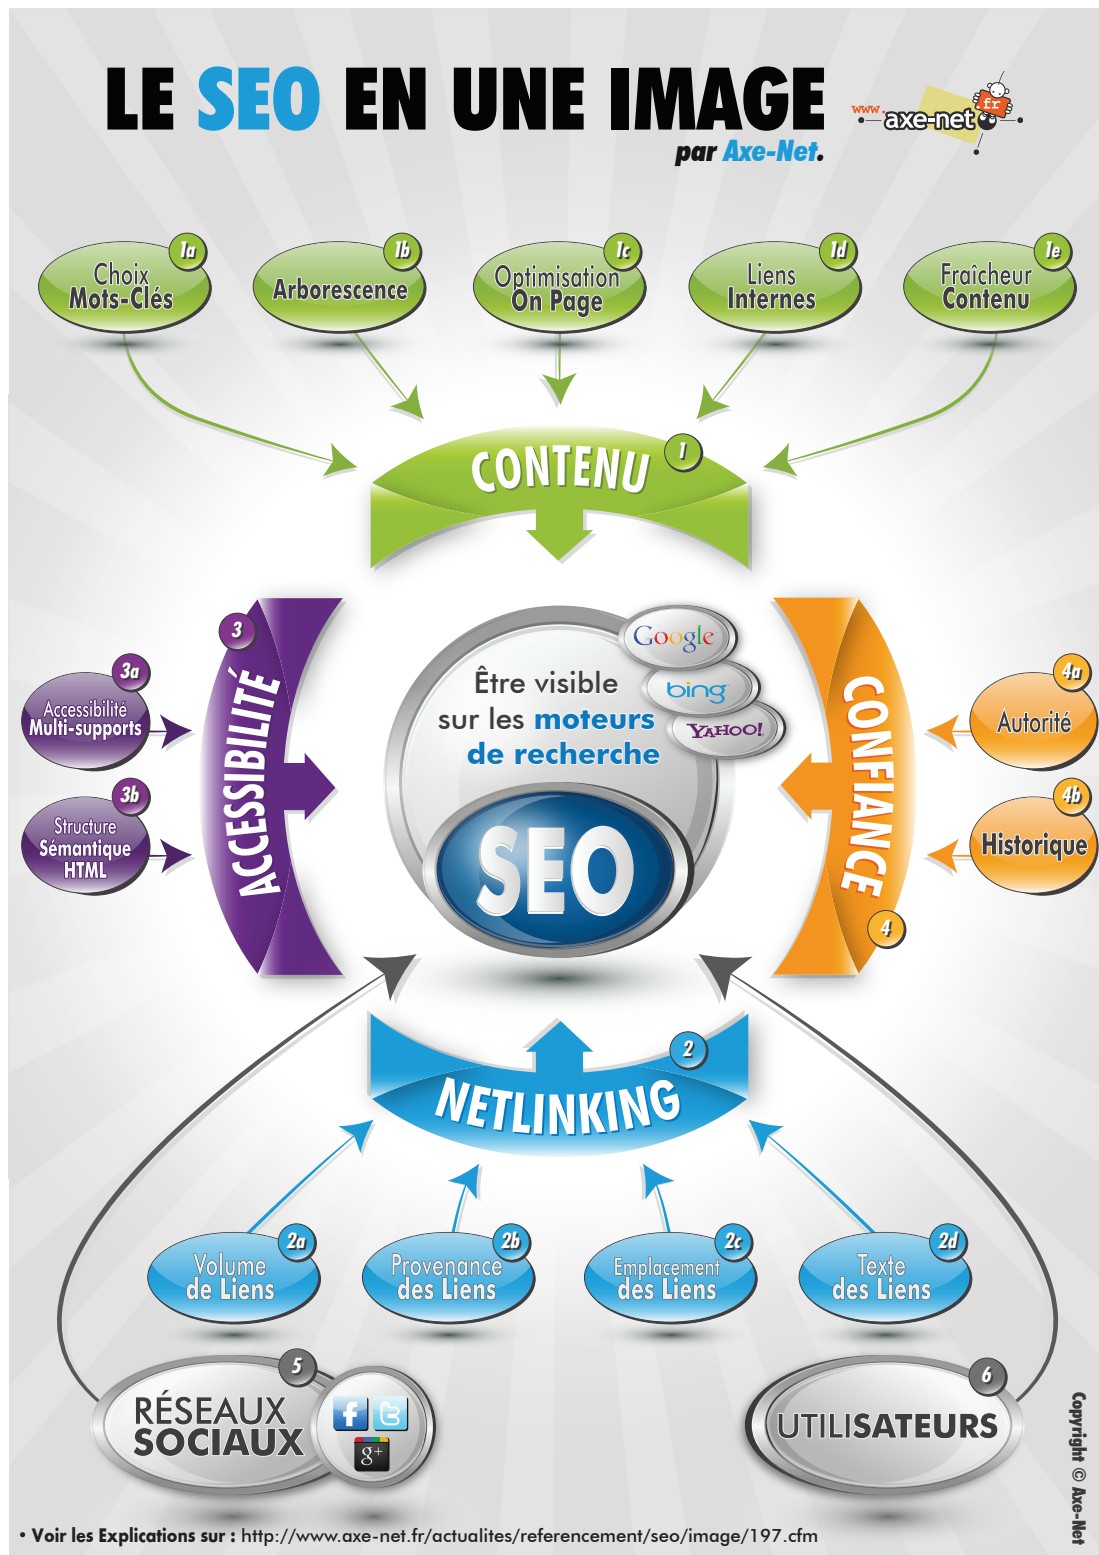 LE SEO EN UNE IMAGE
par Axe-Net.
www.
axe-net
fr
1a
Choix
Mots-Clés
1b
Arborescence
1c
Optimisation
On Page
1d
Liens
Internes
1e
Fraîcheur
Contenu
CONTENU
1
3
ACCESSIBILITÉ
3a
Accessibilité
Multi-supports
3b
Structure
Sémantique
HTML
Être visible
sur les moteurs
de recherche
Google
bing
YAHOO!
SEO
CONFIANCE
4
4a
Autorité
4b
Historique
2
NETLINKING
2a
Volume
de Liens
2b
Provenance
des Liens
2c
Emplacement
des Liens
2d
Texte
des Liens
5
RÉSEAUX
SOCIAUX
f
t
g+
6
UTILISATEURS
Copyright © Axe-Net
• Voir les Explications sur : http://www.axe-net.fr/actualites/referencement/seo/image/197.cfm